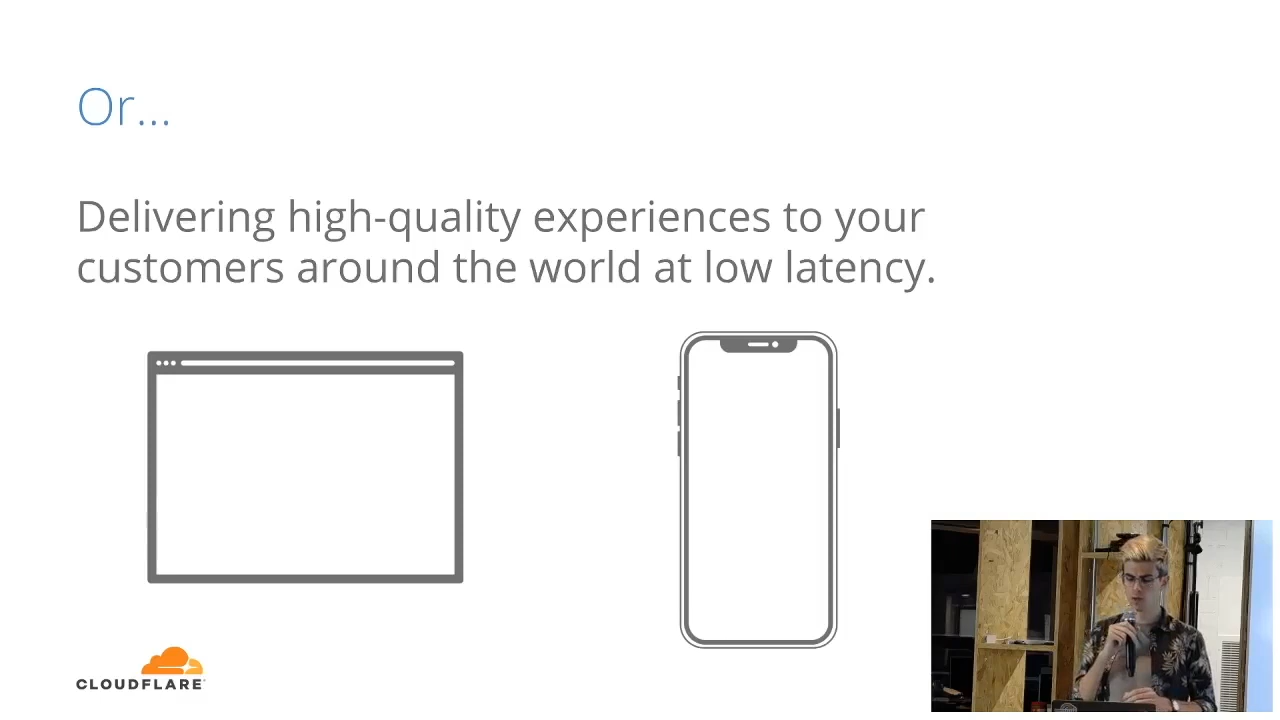 Or...
Delivering high-quality experiences to your
customers around the world at low latency.
CLOUDFLARE